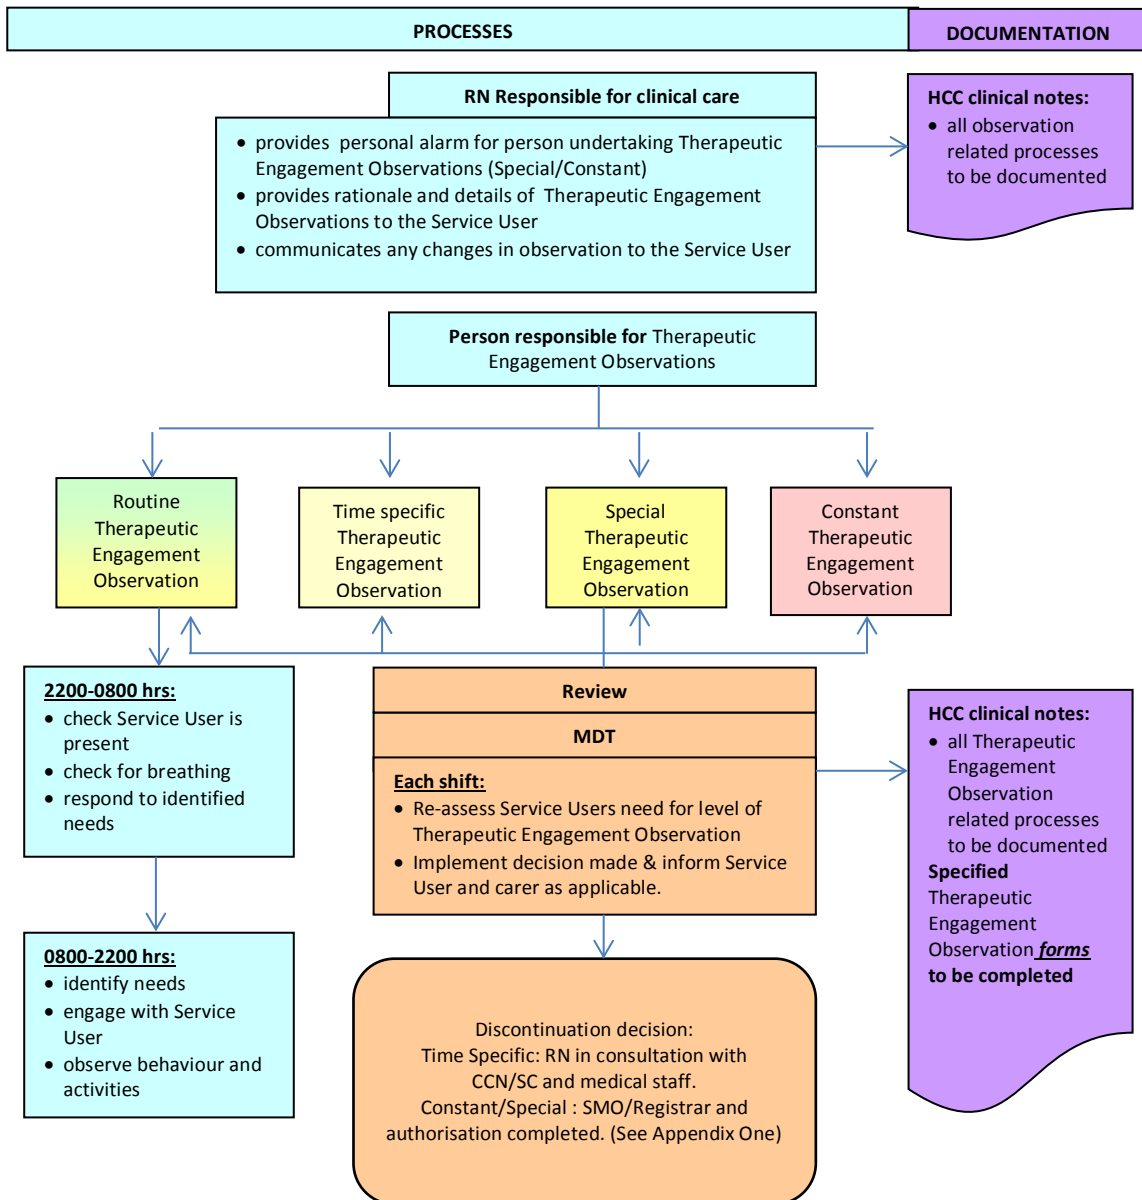 PROCESSES
DOCUMENTATION
RN Responsible for clinical care
• provides personal alarm for person undertaking Therapeutic
Engagement Observations (Special/Constant)
• provides rationale and details of Therapeutic Engagement
Observations to the Service User
• communicates any changes in observation to the Service User
HCC clinical notes:
• all observation
related processes
to be documented
Person responsible for Therapeutic
Engagement Observations
Routine
Therapeutic
Engagement
Observation
Time specific
Therapeutic
Engagement
Observation
Special
Therapeutic
Engagement
Observation
Constant
Therapeutic
Engagement
Observation
2200-0800 hrs:
• check Service User is
present
• check for breathing
• respond to identified
needs
0800-2200 hrs:
• identify needs
• engage with Service
User
• observe behaviour and
activities
Review
MDT
Each shift:
• Re-assess Service Users need for level of
Therapeutic Engagement Observation
• Implement decision made & inform Service
User and carer as applicable.
Discontinuation decision:
Time Specific: RN in consultation with
CCN/SC and medical staff.
Constant/Special : SMO/Registrar and
authorisation completed. (See Appendix One)
HCC clinical notes:
• all Therapeutic
Engagement
Observation
related processes
to be documented
Specified
Therapeutic
Engagement
Observation forms
to be completed